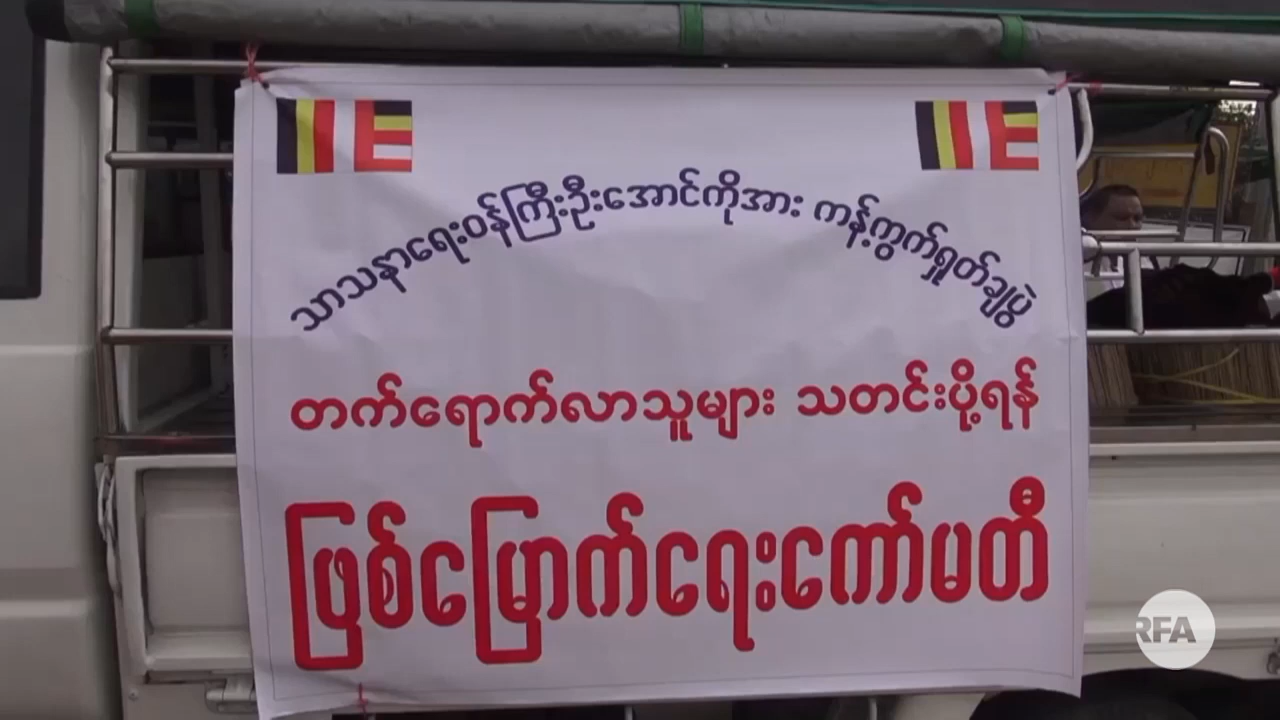 သာသနာရေးဝန်ကြီးဦးအောင်ကိုအား ကန့်ကွက်ရှုတ်ချပွဲ
တက်ရောက်လာသူများ သတင်းပို့ရန်
ဖြစ်မြောက်ရေးကော်မတီ
RFA